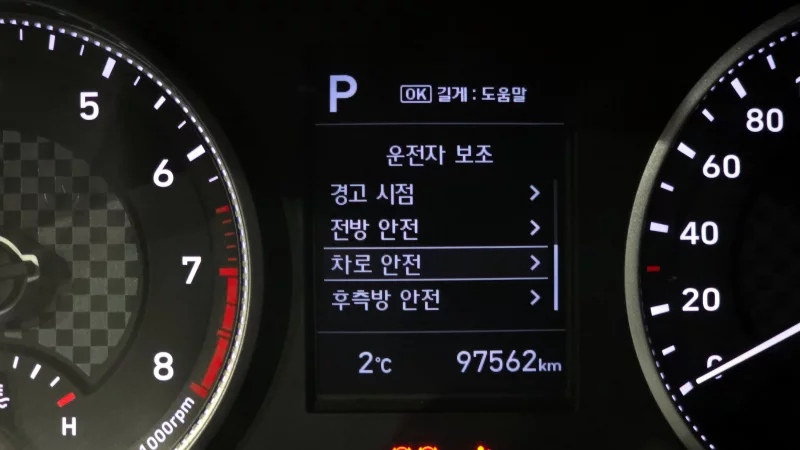 P
OK 길게 : 도움말
운전자 보조
경고 시점 >
전방 안전 >
차로 안전 >
후측방 안전 >
2°C 97562km
5
6
7
8
H
1000rpm
80
60
40
20
0